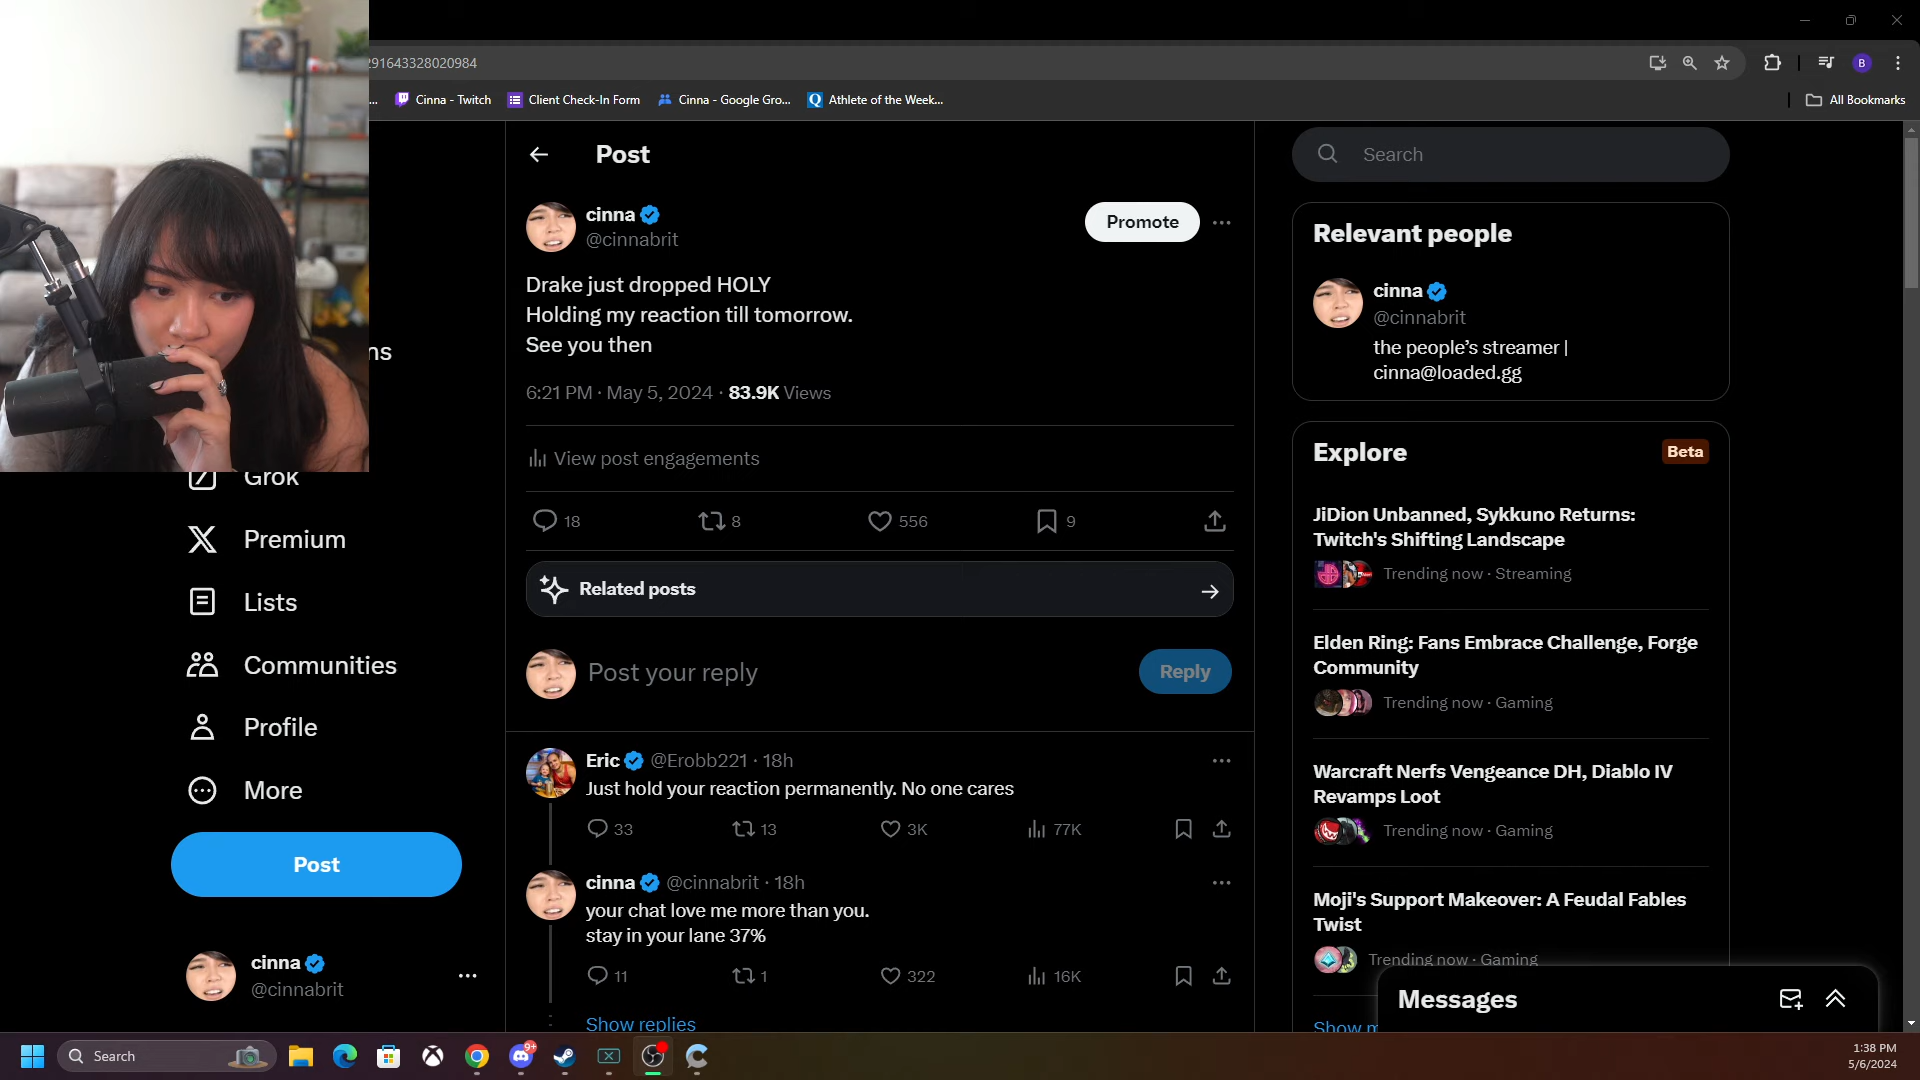 291643328020984
...
Cinna - Twitch
Client Check-In Form
Cinna - Google Gro...
Athlete of the Week...
All Bookmarks
B
Post
Search
cinna
@cinnabrit
Promote
Drake just dropped HOLY
Holding my reaction till tomorrow.
See you then
6:21 PM · May 5, 2024 · 83.9K Views
View post engagements
18
8
556
9
Related posts
Post your reply
Reply
Eric @Erobb221 · 18h
Just hold your reaction permanently. No one cares
33
13
3K
77K
cinna @cinnabrit · 18h
your chat love me more than you.
stay in your lane 37%
11
1
322
16K
Show replies
Relevant people
cinna
@cinnabrit
the people’s streamer |
cinna@loaded.gg
Explore
Beta
JiDion Unbanned, Sykkuno Returns:
Twitch's Shifting Landscape
Trending now · Streaming
Elden Ring: Fans Embrace Challenge, Forge
Community
Trending now · Gaming
Warcraft Nerfs Vengeance DH, Diablo IV
Revamps Loot
Trending now · Gaming
Moji's Support Makeover: A Feudal Fables
Twist
Trending now · Gaming
Show m
Messages
ns
Grok
Premium
Lists
Communities
Profile
More
Post
cinna
@cinnabrit
Search
9+
1:38 PM
5/6/2024